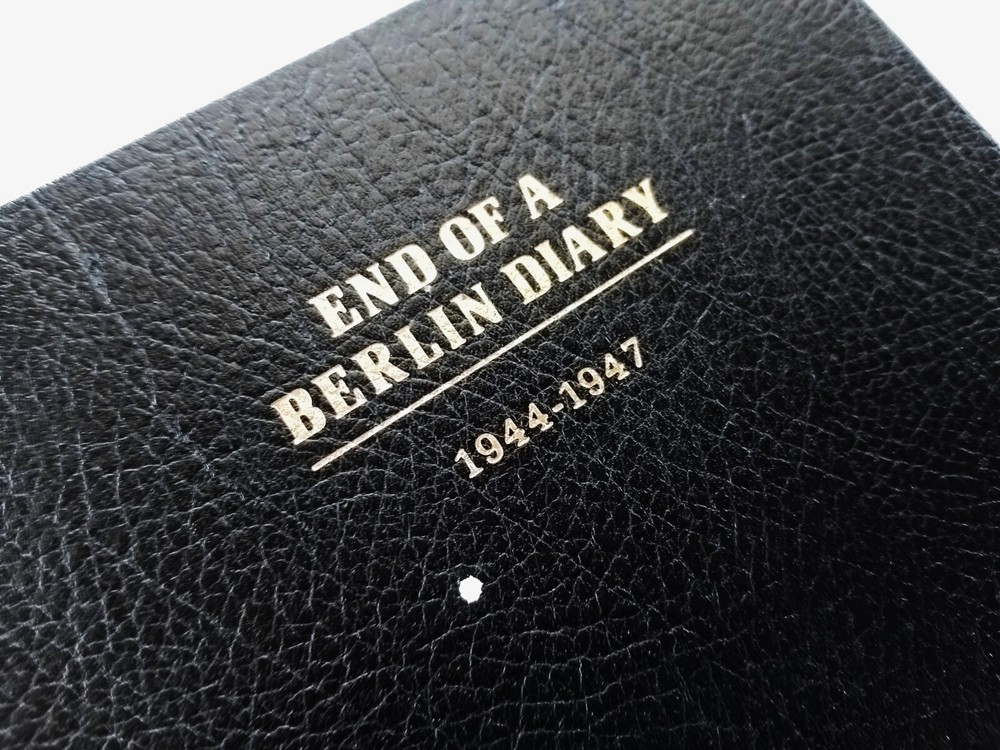 END OF A
BERLIN DIARY
1944-1947